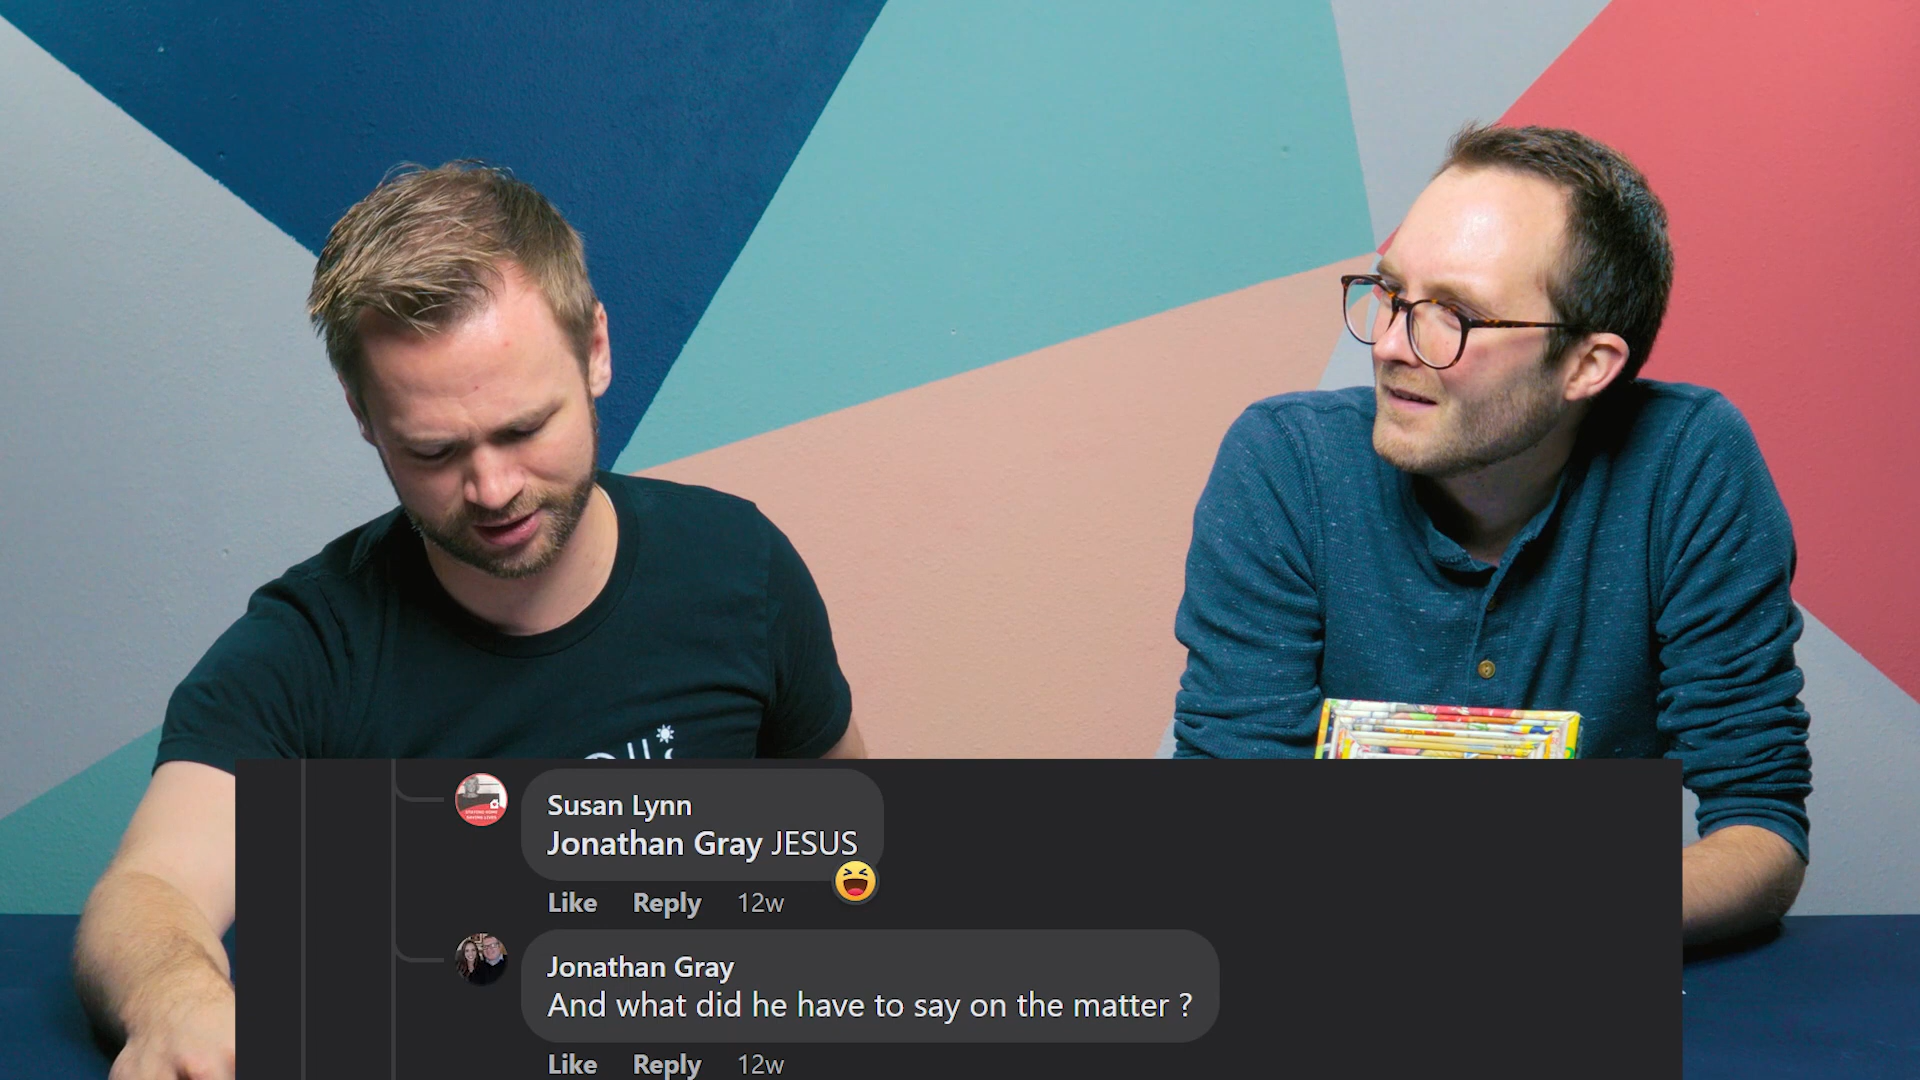 Susan Lynn
Jonathan Gray JESUS
Like Reply 12w
Jonathan Gray
And what did he have to say on the matter ?
Like Reply 12w